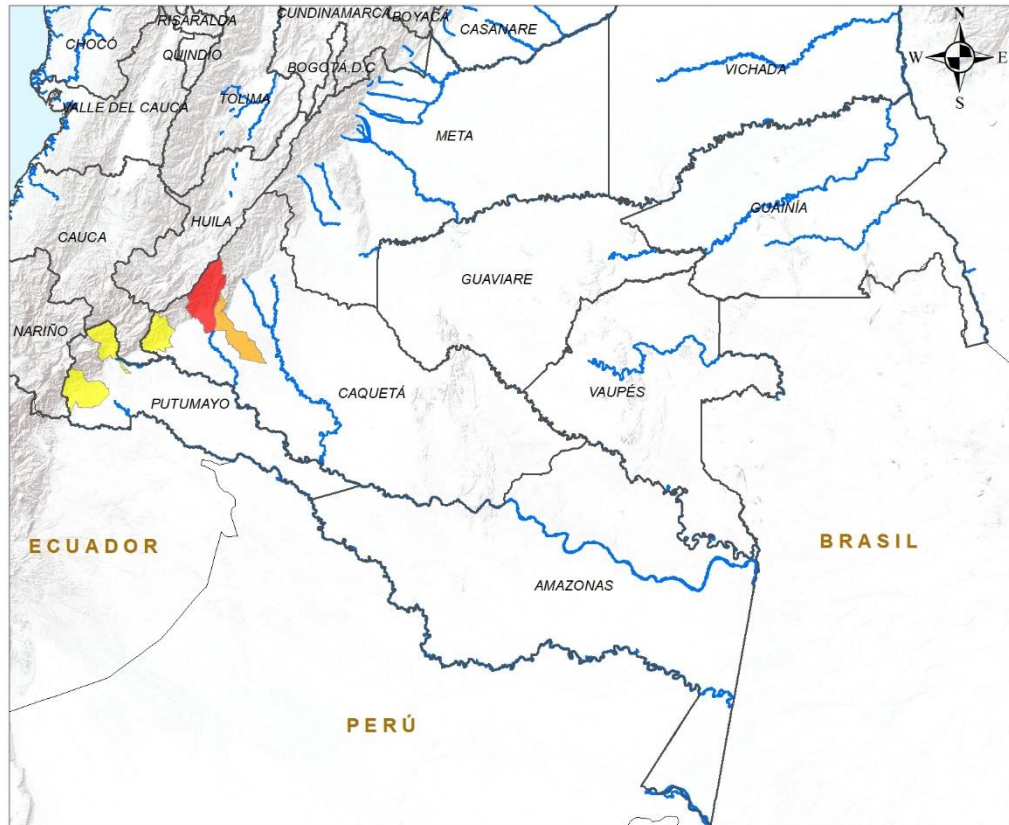 RISARALDA
CUNDINAMARCA
BOYACÁ
CASANARE
N
CHOCÓ
QUINDIO
BOGOTÁ D.C
VICHADA
W
E
S
TOLIMA
VALLE DEL CAUCA
META
GUAINÍA
HUILA
CAUCA
GUAVIARE
NARIÑO
CAQUETÁ
VAUPÉS
PUTUMAYO
ECUADOR
BRASIL
AMAZONAS
PERÚ